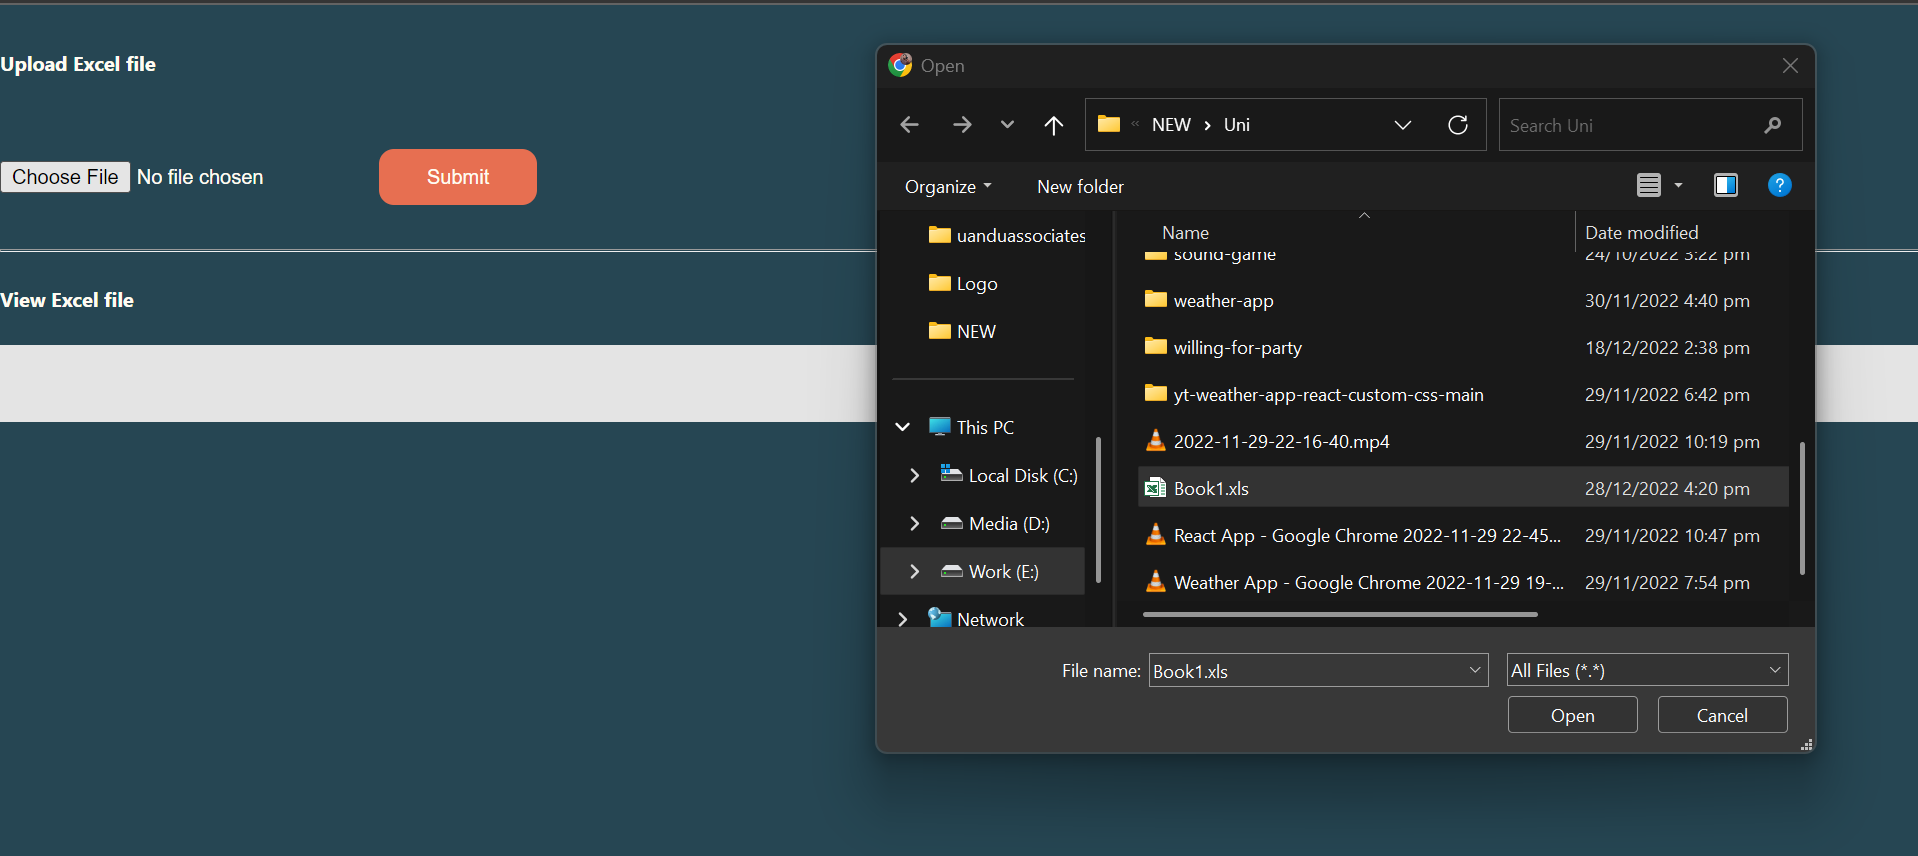 Upload Excel file
Choose File No file chosen
Submit
View Excel file
Open
« NEW › Uni
Search Uni
Organize
New folder
?
uanduassociates
Logo
NEW
This PC
Local Disk (C:)
Media (D:)
Work (E:)
Network
Name Date modified
sound-game 24/10/2022 3:22 pm
weather-app 30/11/2022 4:40 pm
willing-for-party 18/12/2022 2:38 pm
yt-weather-app-react-custom-css-main 29/11/2022 6:42 pm
2022-11-29-22-16-40.mp4 29/11/2022 10:19 pm
Book1.xls 28/12/2022 4:20 pm
React App - Google Chrome 2022-11-29 22-45... 29/11/2022 10:47 pm
Weather App - Google Chrome 2022-11-29 19-... 29/11/2022 7:54 pm
File name: Book1.xls All Files (*.*)
Open Cancel